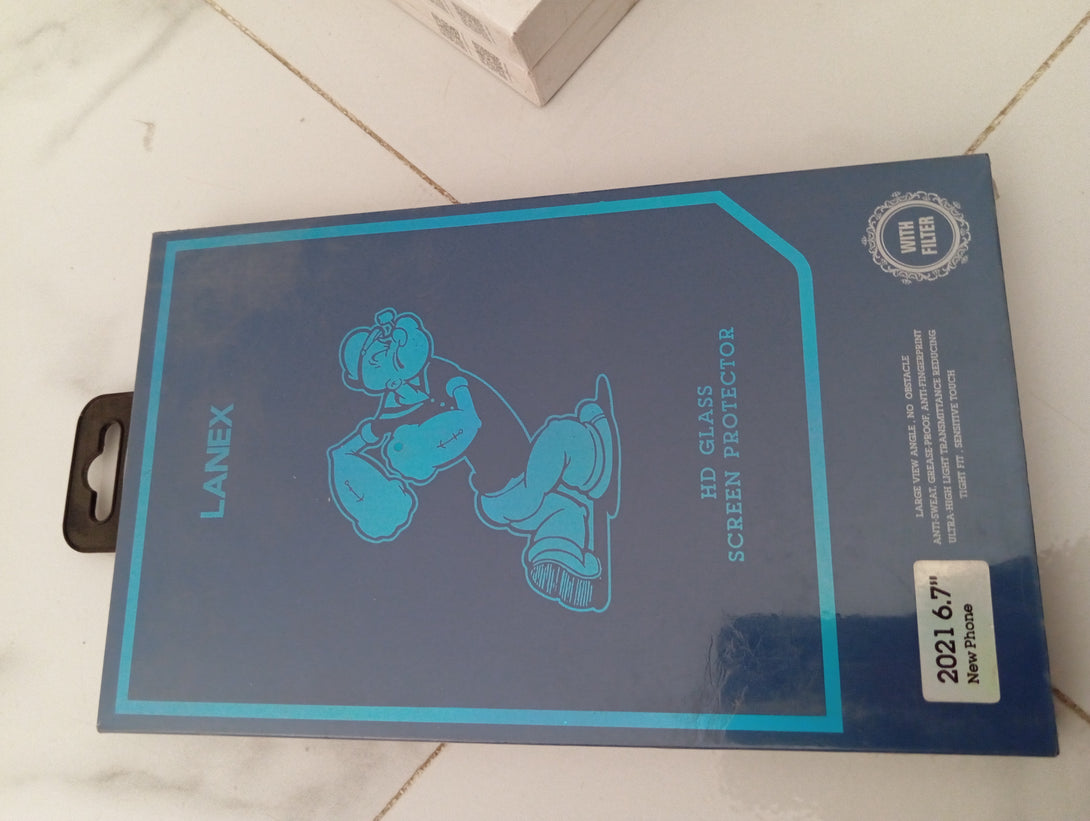 LANEX
HD GLASS
SCREEN PROTECTOR
WITH
FILTER
LARGE VIEW ANGLE . NO OBSTACLE
ANTI-SWEAT, GREASE-PROOF, ANTI-FINGERPRINT
ULTRA-HIGH LIGHT TRANSMITTANCE REDUCING
TIGHT FIT . SENSITIVE TOUCH
2021 6.7"
New Phone